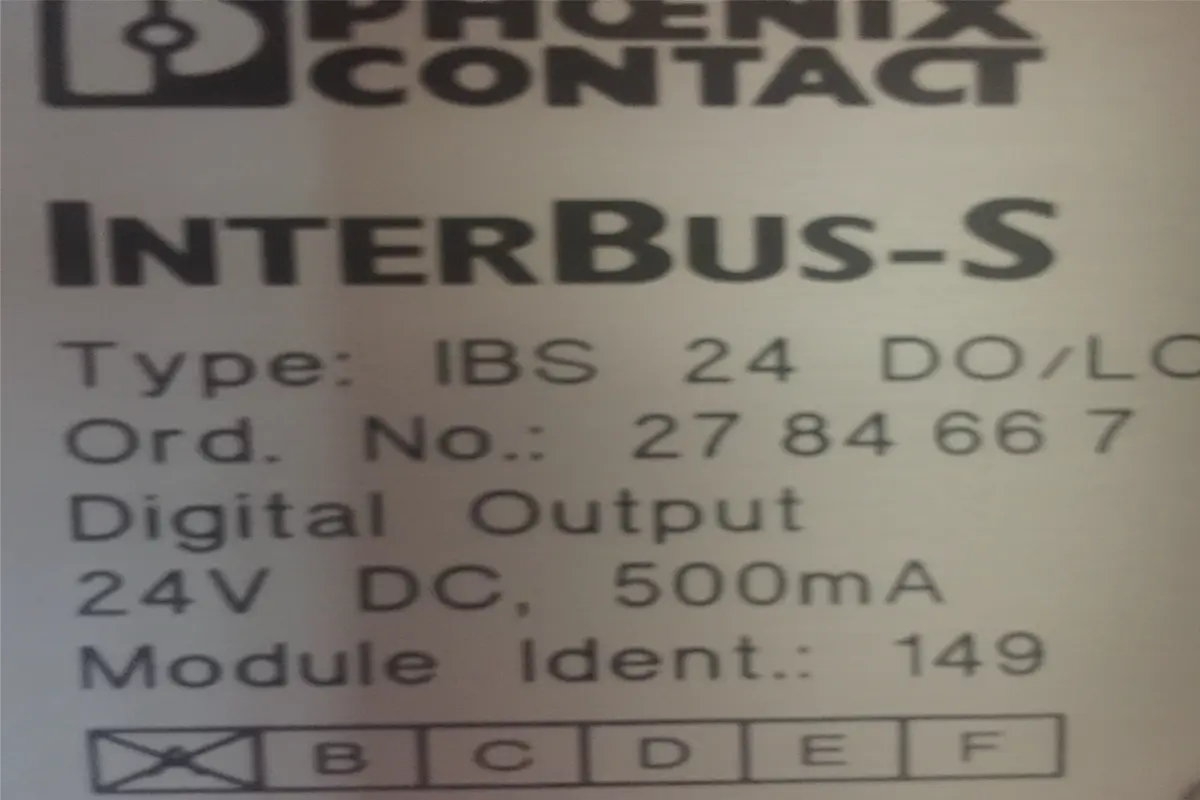 PHŒNIX
CONTACT
INTERBUS-S
Type: IBS 24 DO/LC
Ord. No.: 27 84 66 7
Digital Output
24V DC, 500mA
Module Ident.: 149
B C D E F